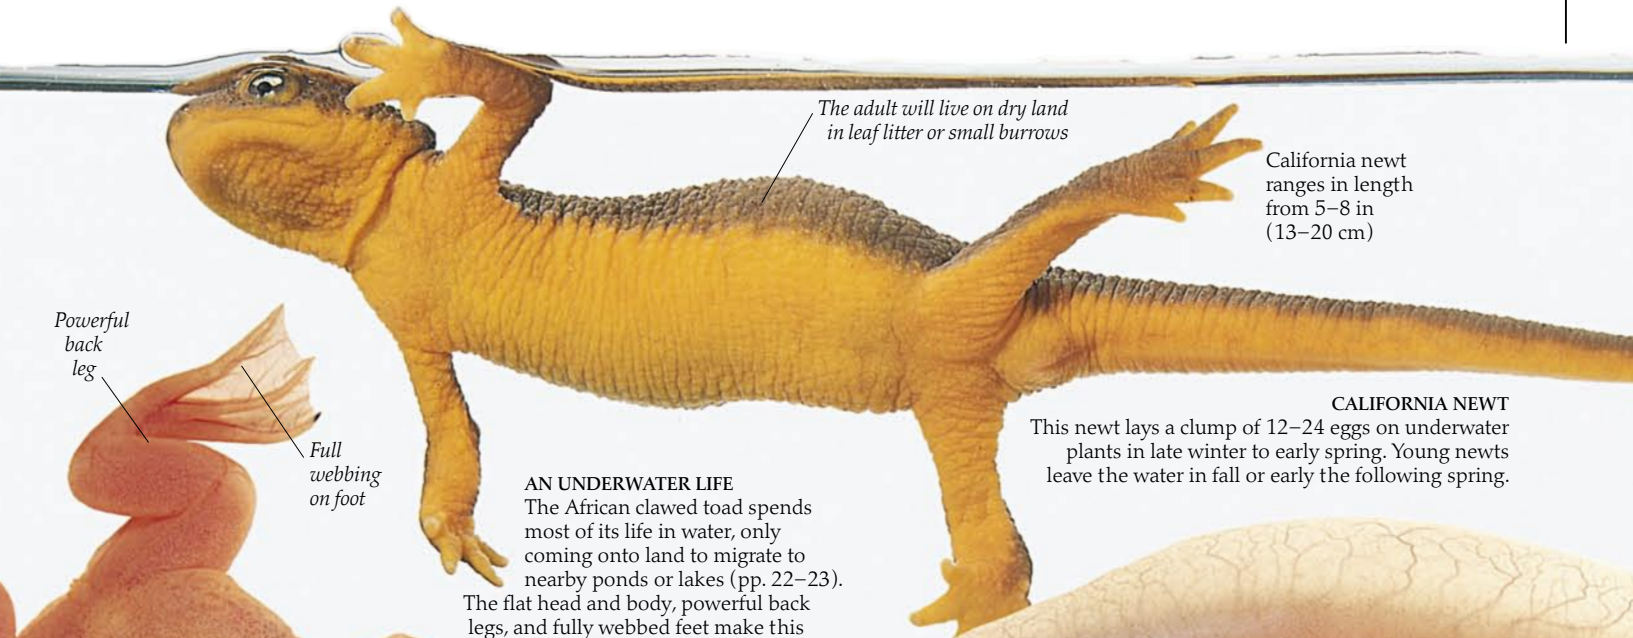 The adult will live on dry land
in leaf litter or small burrows
California newt
ranges in length
from 5–8 in
(13–20 cm)
Powerful
back
leg
Full
webbing
on foot
CALIFORNIA NEWT
This newt lays a clump of 12–24 eggs on underwater
plants in late winter to early spring. Young newts
leave the water in fall or early the following spring.
AN UNDERWATER LIFE
The African clawed toad spends
most of its life in water, only
coming onto land to migrate to
nearby ponds or lakes (pp. 22–23).
The flat head and body, powerful back
legs, and fully webbed feet make this